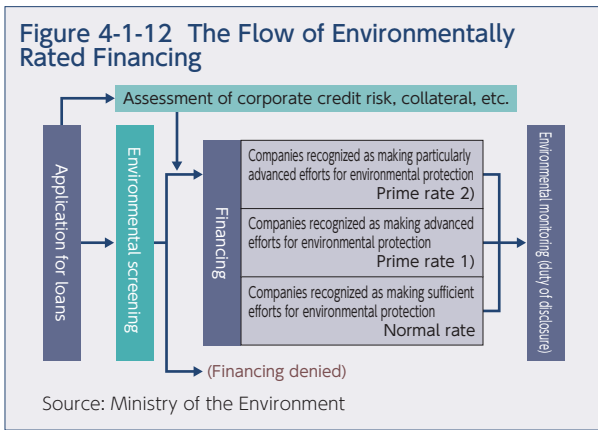 Figure 4-1-12 The Flow of Environmentally
Rated Financing
Assessment of corporate credit risk, collateral, etc.
Application for loans
Environmental screening
Financing
Companies recognized as making particularly
advanced efforts for environmental protection
Prime rate 2)
Companies recognized as making advanced
efforts for environmental protection
Prime rate 1)
Companies recognized as making sufficient
efforts for environmental protection
Normal rate
Environmental monitoring (duty of disclosure)
(Financing denied)
Source: Ministry of the Environment